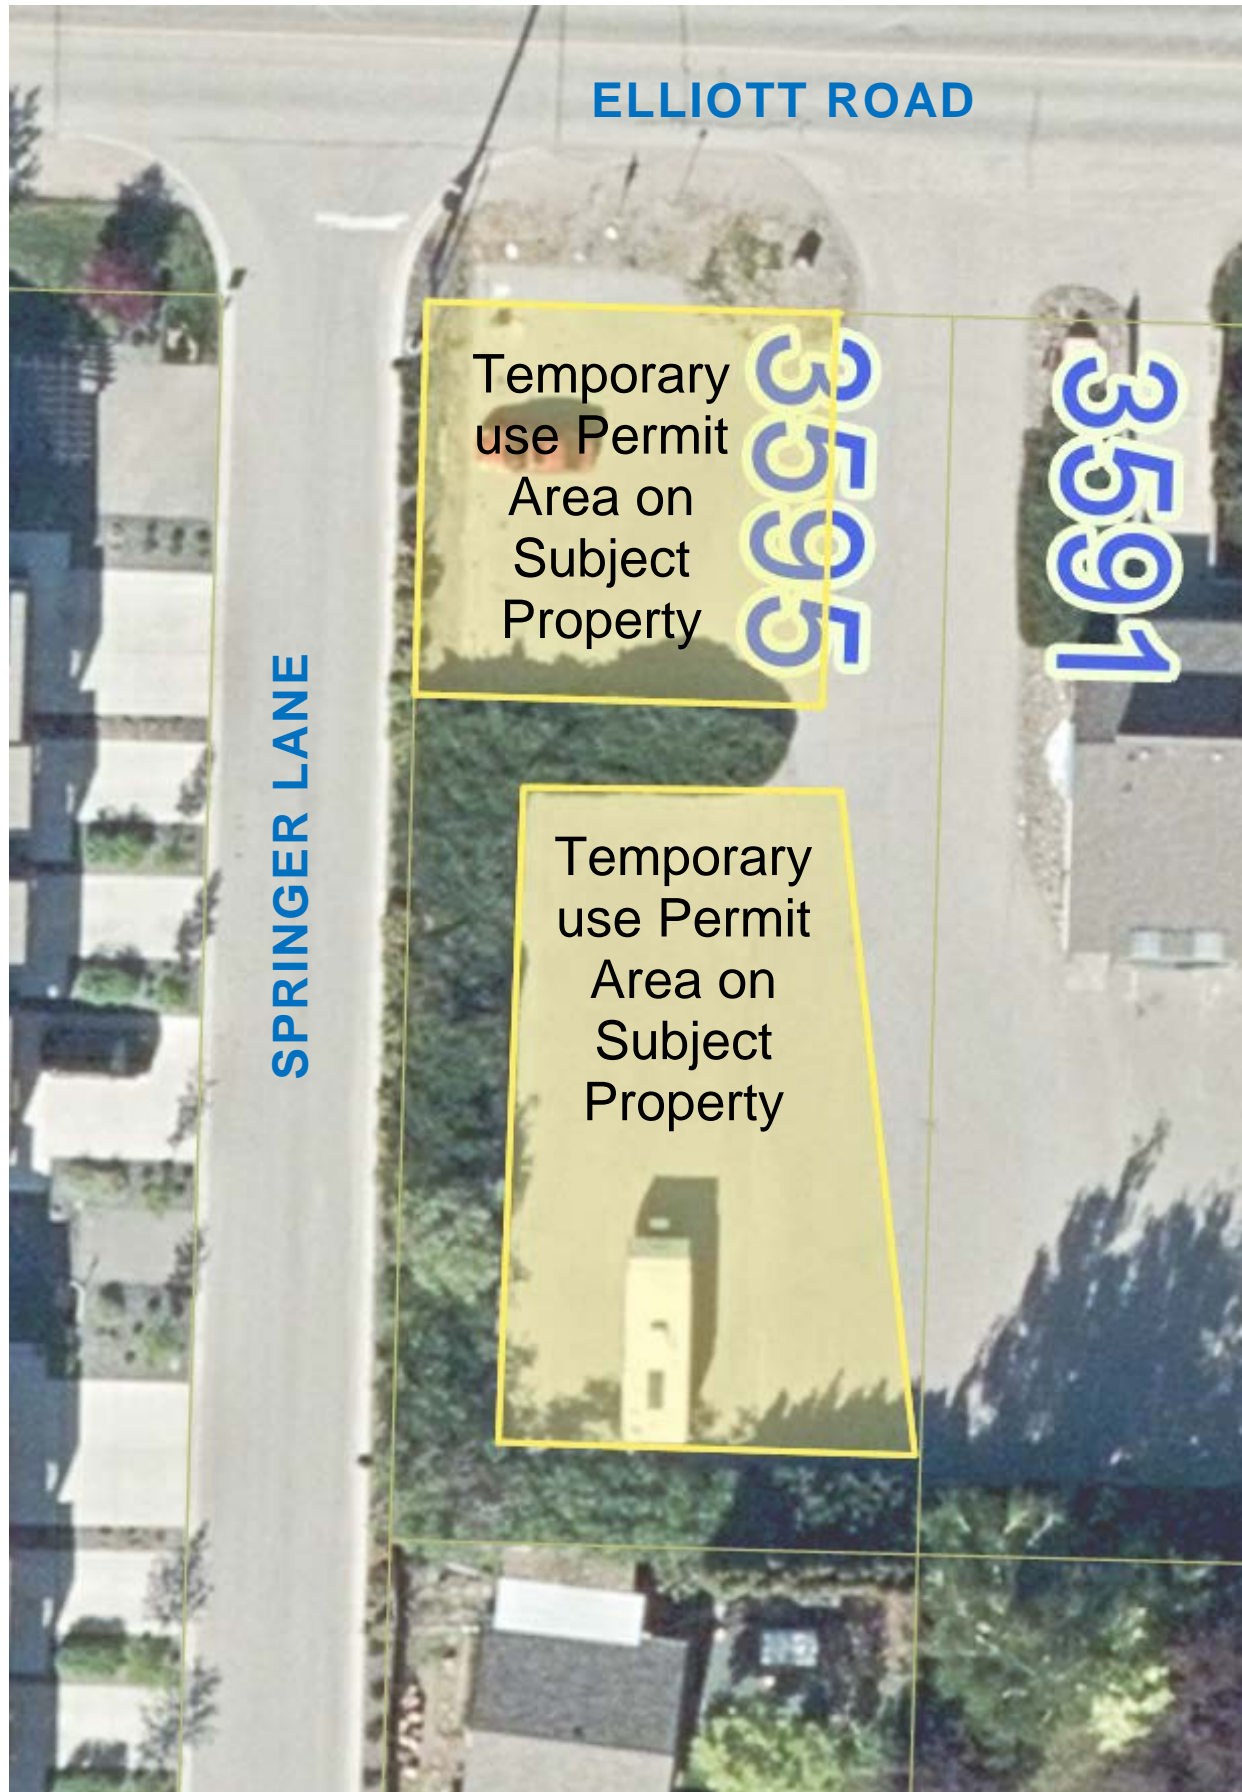 ELLIOTT ROAD
Temporary
use Permit
Area on
Subject
Property
3595
3591
SPRINGER LANE
Temporary
use Permit
Area on
Subject
Property